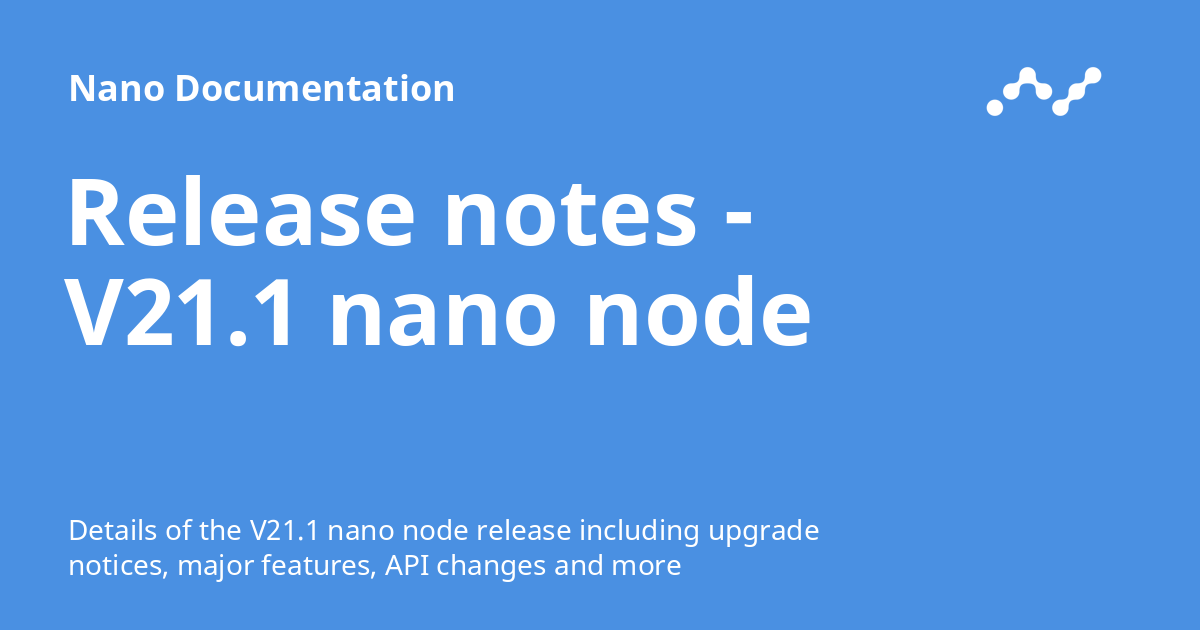 Nano Documentation
Release notes -
V21.1 nano node
Details of the V21.1 nano node release including upgrade
notices, major features, API changes and more